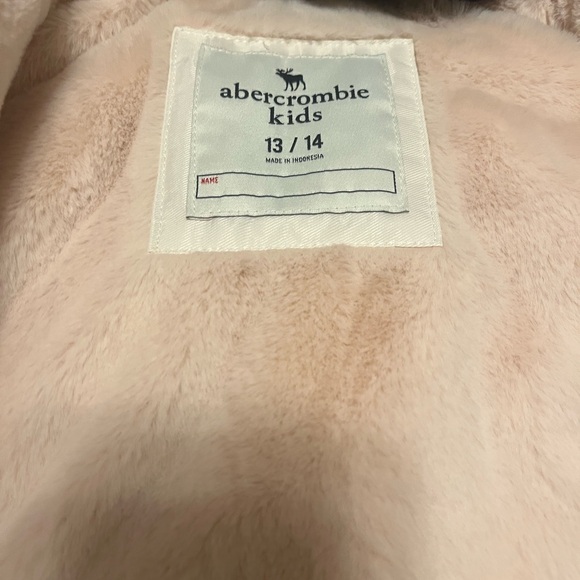 abercrombie
kids
13 / 14
MADE IN INDONESIA
NAME